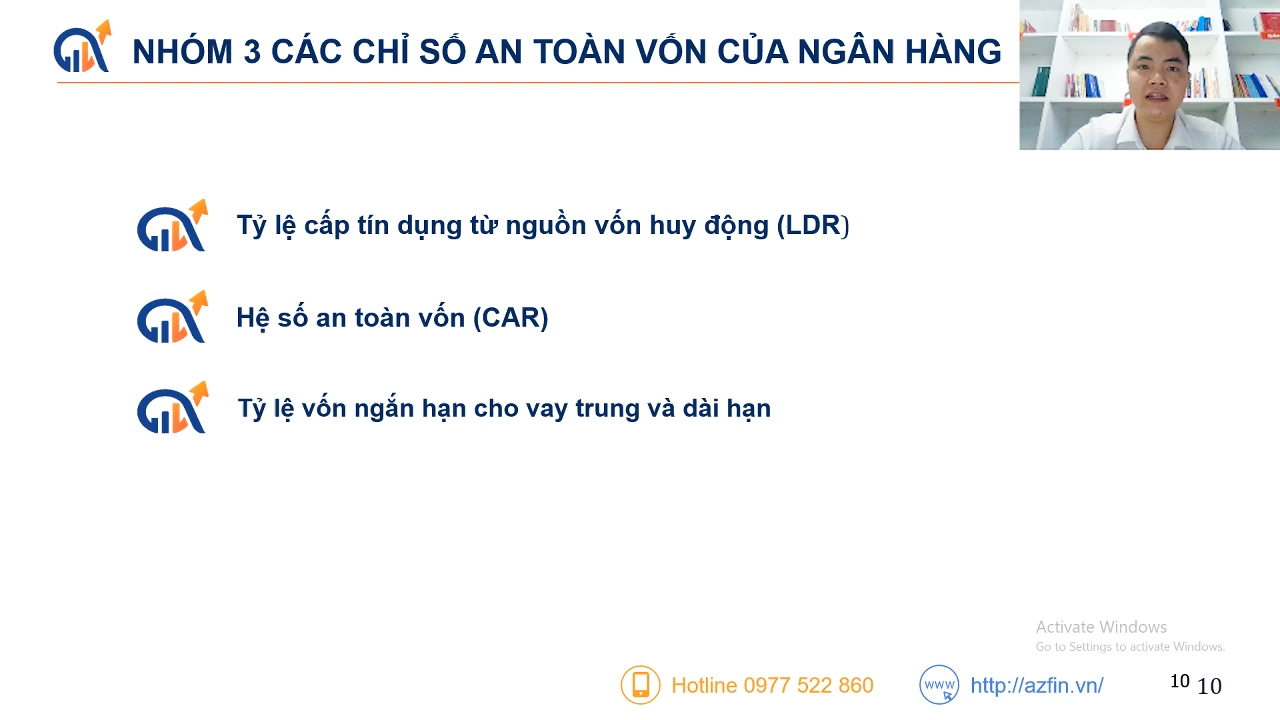 NHÓM 3 CÁC CHỈ SỐ AN TOÀN VỐN CỦA NGÂN HÀNG
Tỷ lệ cấp tín dụng từ nguồn vốn huy động (LDR)
Hệ số an toàn vốn (CAR)
Tỷ lệ vốn ngắn hạn cho vay trung và dài hạn
Activate Windows
Go to Settings to activate Windows.
Hotline 0977 522 860
www
http://azfin.vn/
10 10